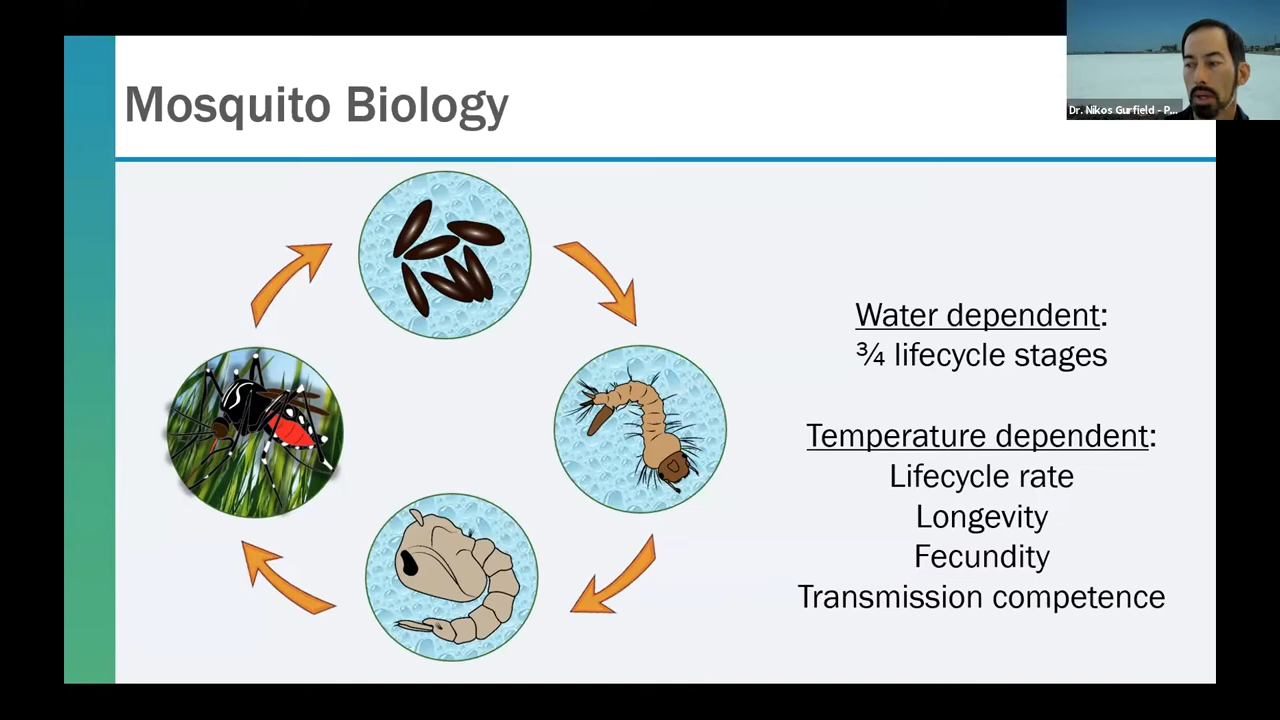 Mosquito Biology
Dr. Nikos Gurfield - P...
Water dependent:
¾ lifecycle stages
Temperature dependent:
Lifecycle rate
Longevity
Fecundity
Transmission competence